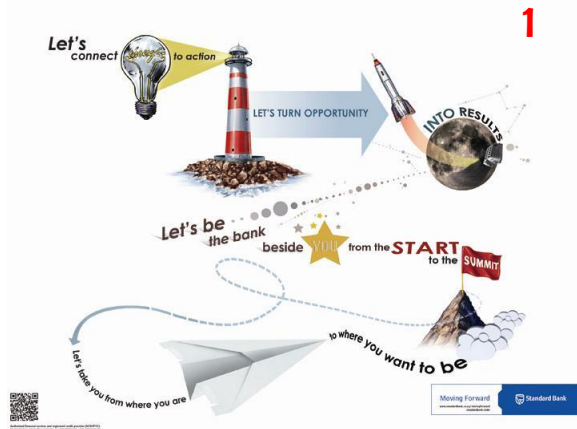 1
Let's
connect
to action
LET'S TURN OPPORTUNITY
INTO RESULTS
Let's be
the bank
beside YOU from the START
to the SUMMIT
Let's take you from where you are
to where you want to be
Moving Forward
Standard Bank